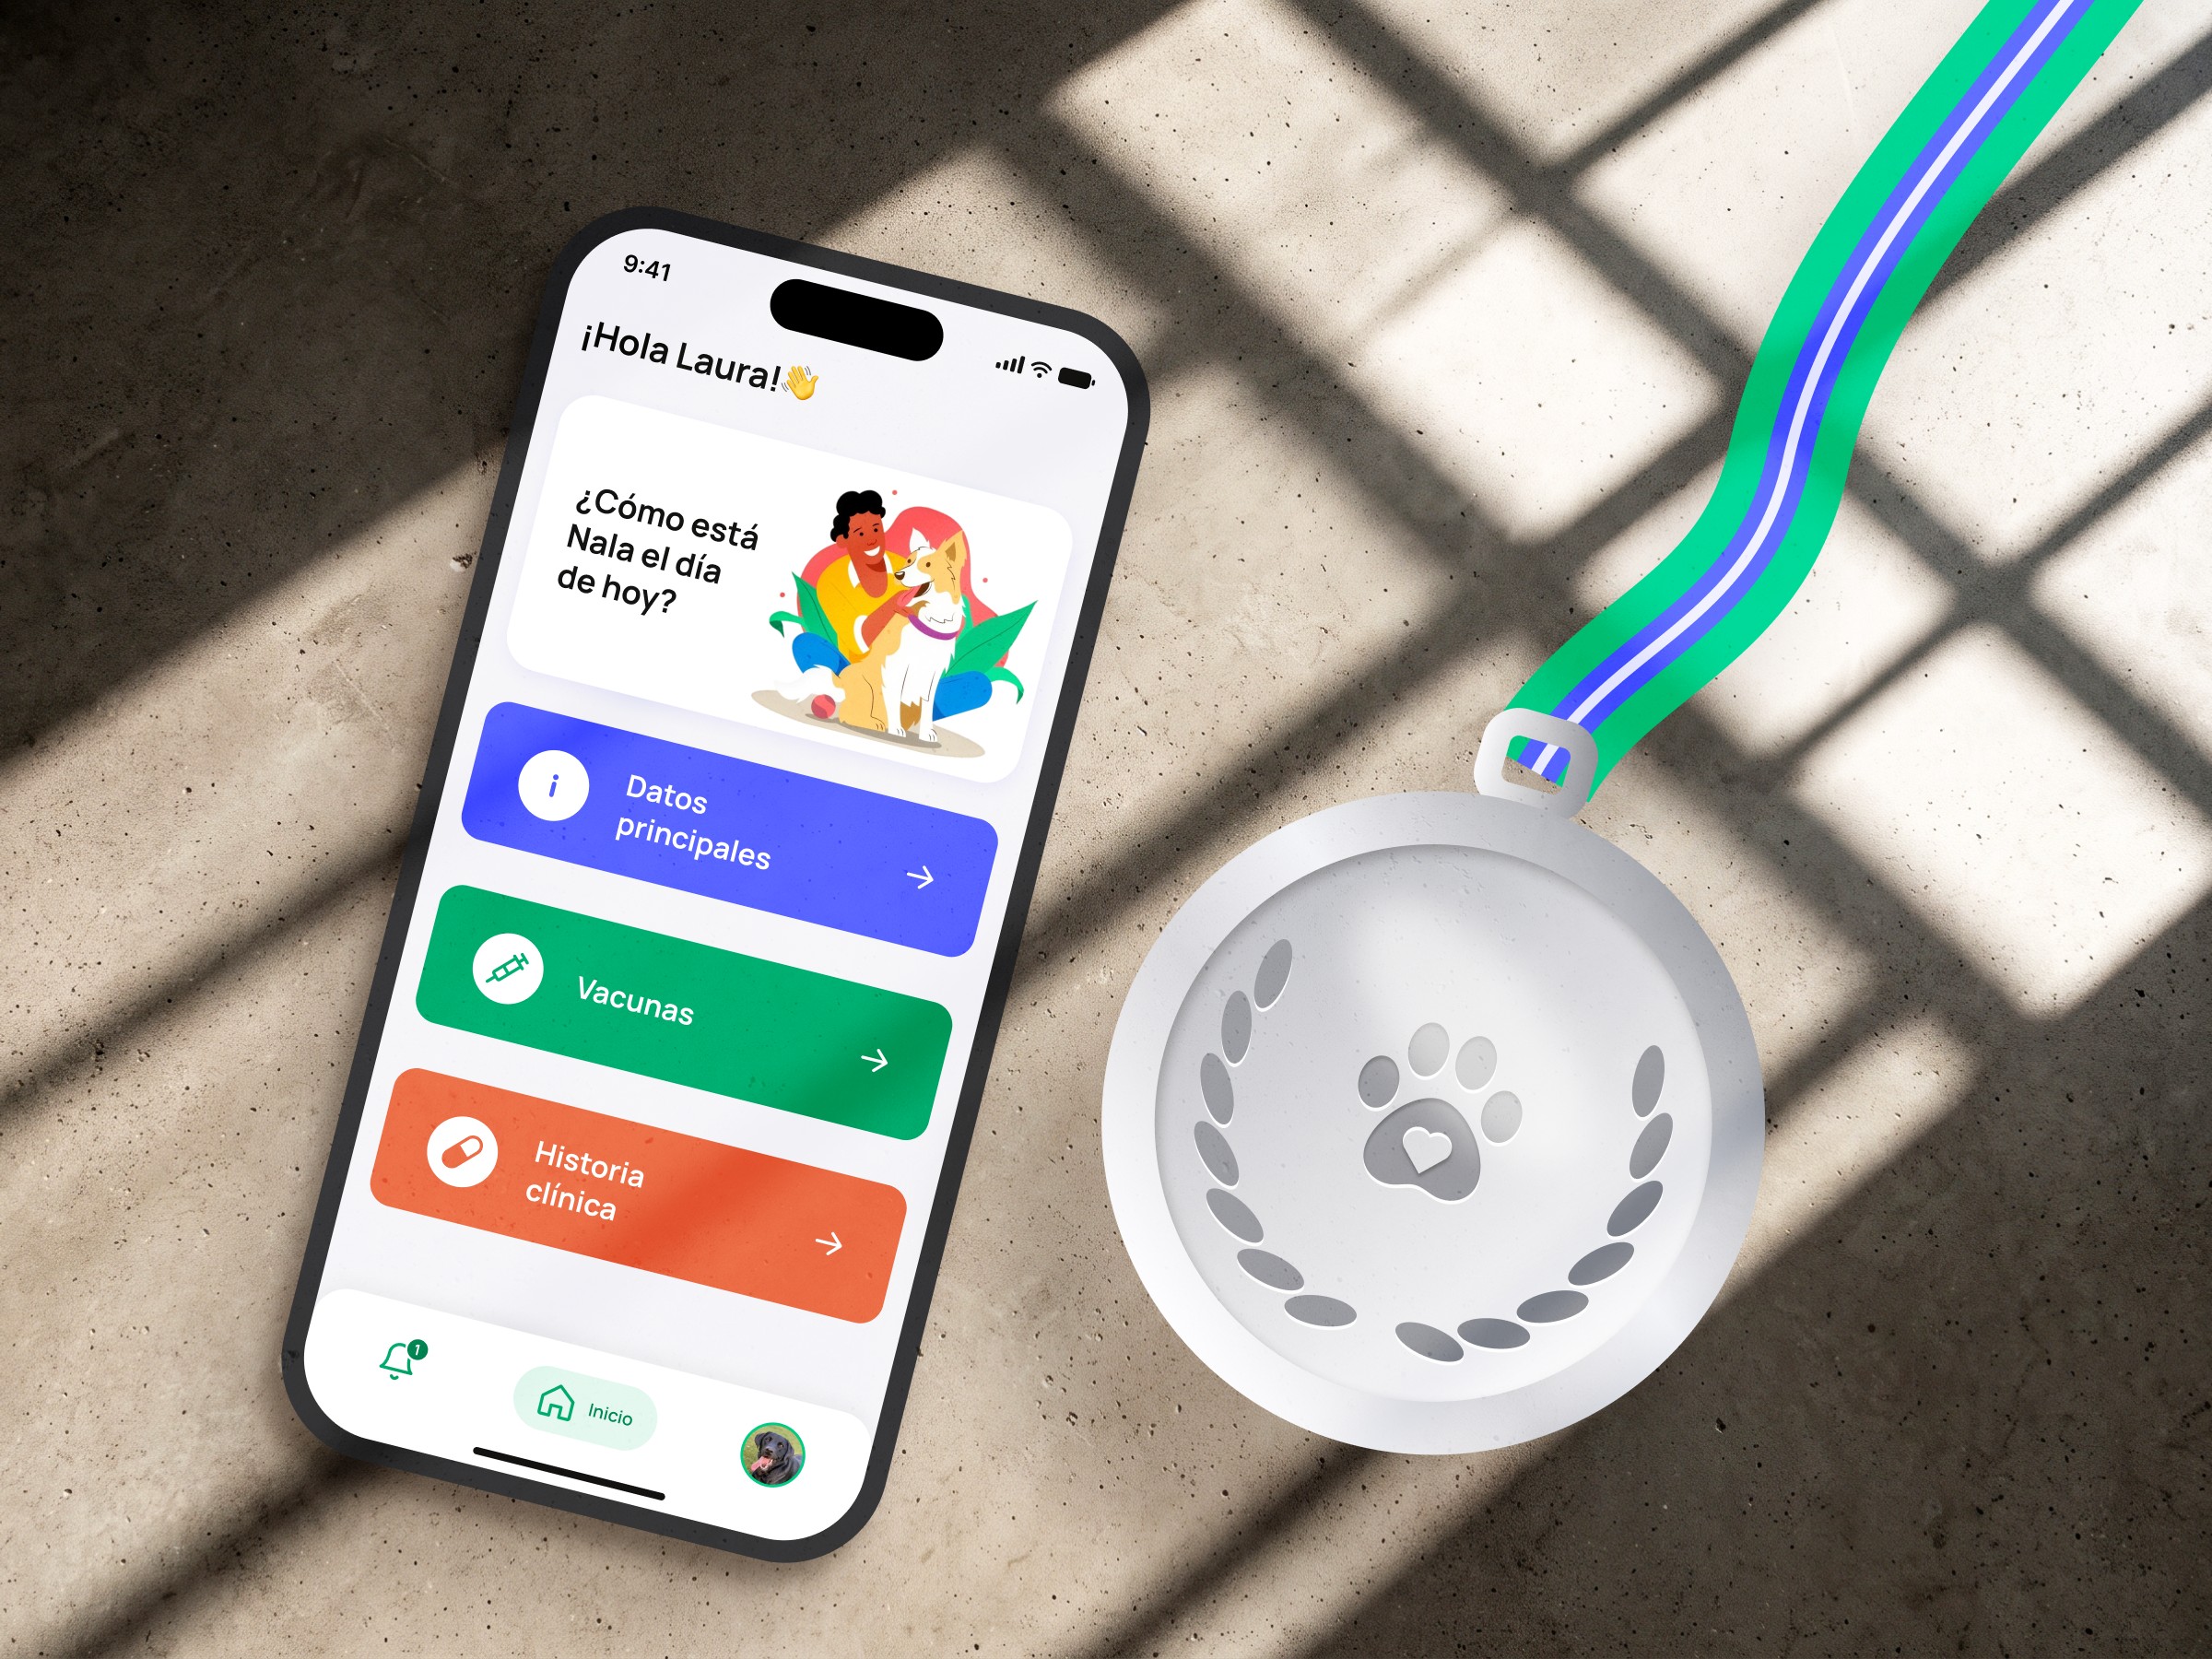 9:41
¡Hola Laura!👋
¿Cómo está
Nala el día
de hoy?
Datos
principales
Vacunas
Historia
clínica
1
Inicio